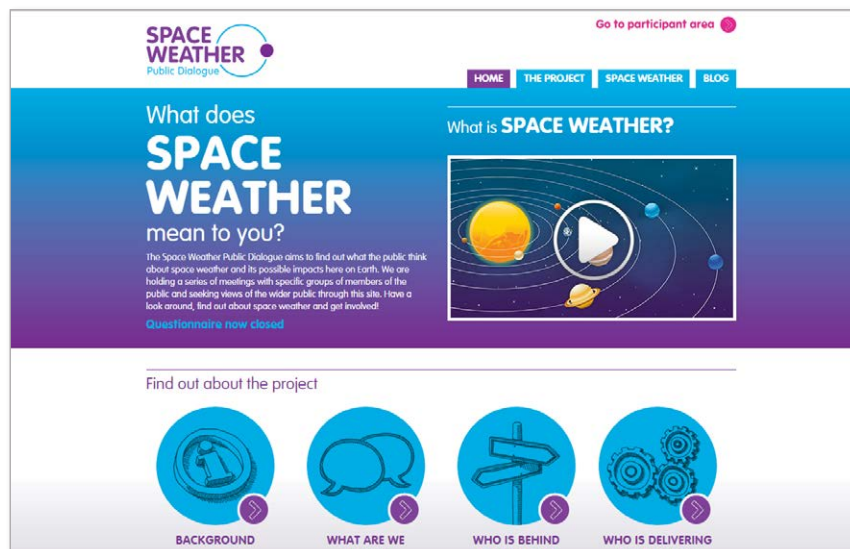 SPACE
WEATHER
Public Dialogue
Go to participant area
HOME
THE PROJECT
SPACE WEATHER
BLOG
What does
SPACE
WEATHER
mean to you?
The Space Weather Public Dialogue aims to find out what the public think
about space weather and its possible impacts here on Earth. We are
holding a series of meetings with specific groups of members of the
public and seeking views of the wider public through this site. Have a
look around, find out about space weather and get involved!
Questionnaire now closed
What is SPACE WEATHER?
Find out about the project
BACKGROUND
WHAT ARE WE
WHO IS BEHIND
WHO IS DELIVERING